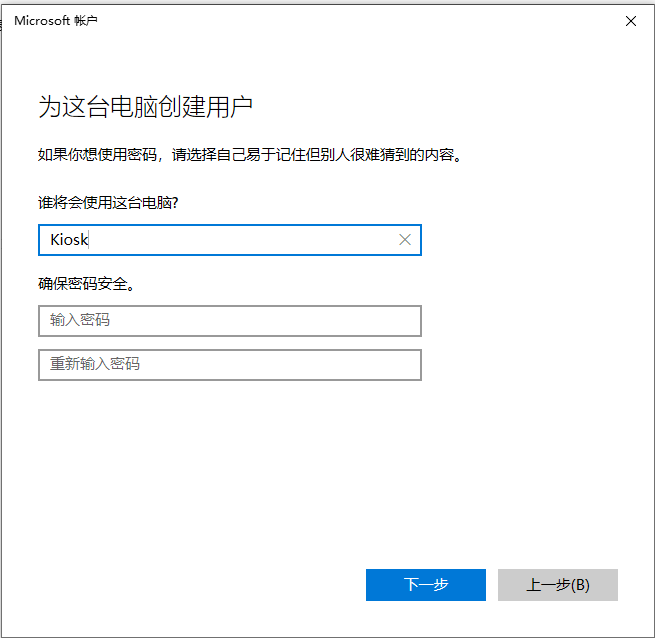 Microsoft 帐户
为这台电脑创建用户
如果你想使用密码，请选择自己易于记住但别人很难猜到的内容。
谁将会使用这台电脑?
Kiosk
确保密码安全。
输入密码
重新输入密码
下一步
上一步(B)